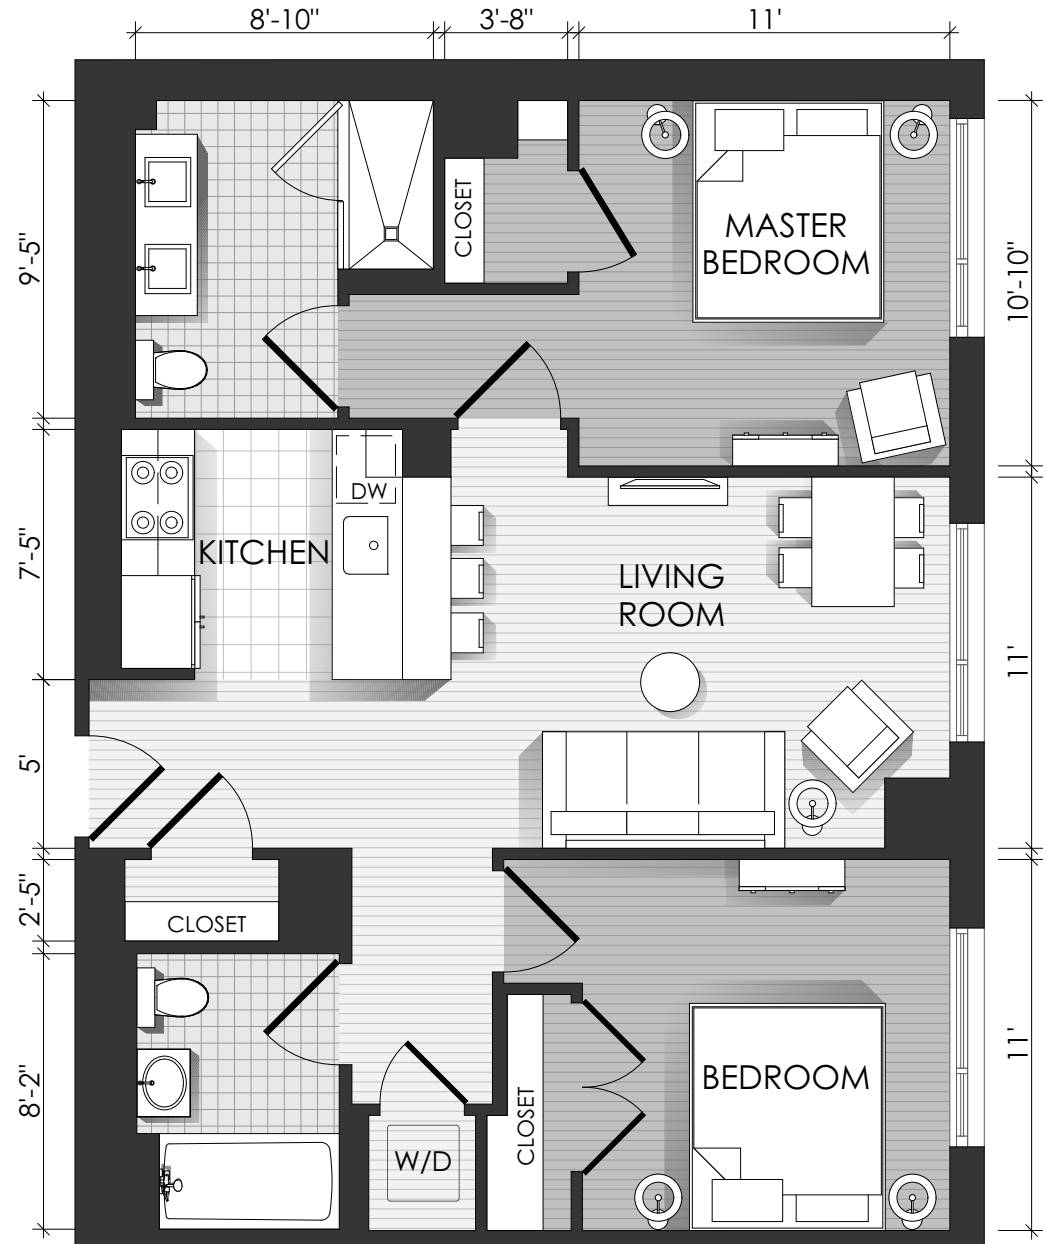 8'-10"
3'-8"
11'
9'-5"
CLOSET
MASTER
BEDROOM
10'-10"
7'-5"
DW
KITCHEN
LIVING
ROOM
11'
5'
2'-5"
CLOSET
8'-2"
W/D
CLOSET
BEDROOM
11'